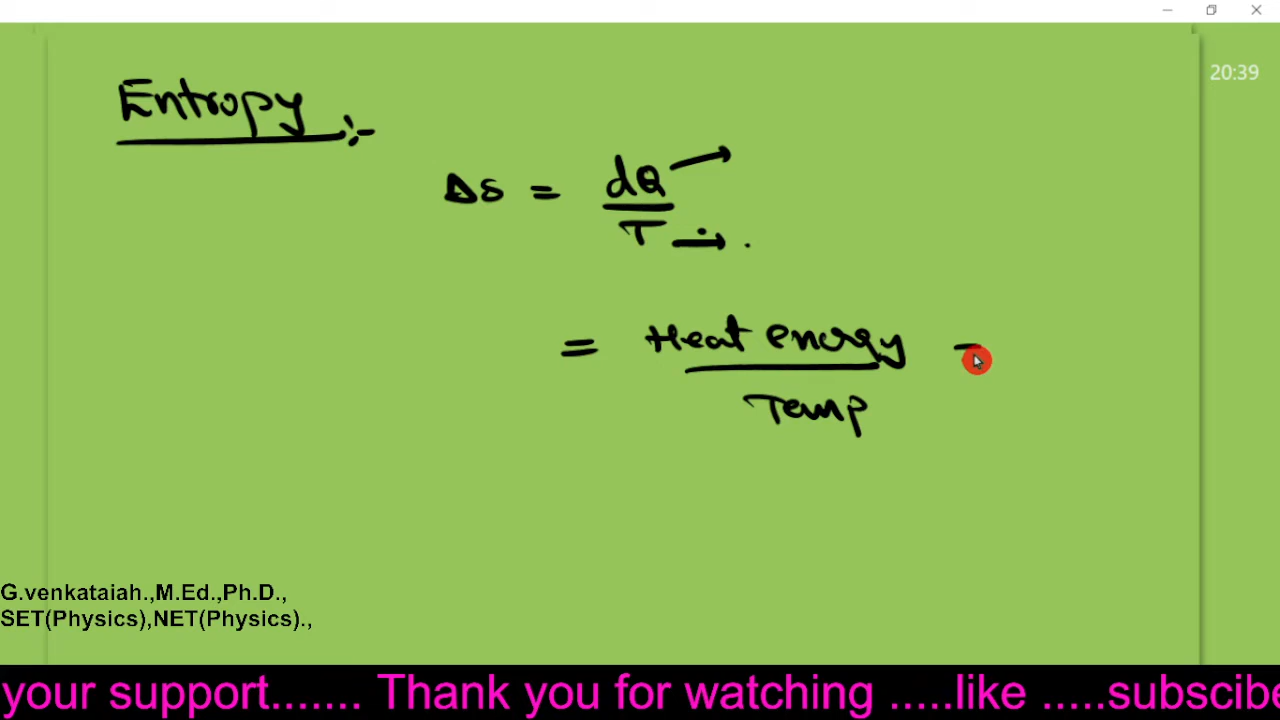 Entropy :-
20:39
ΔS = dQ →
T → .
= Heat energy -
Temp
G.venkataiah.,M.Ed.,Ph.D.,
SET(Physics),NET(Physics).,
your support....... Thank you for watching .....like .....subscibe